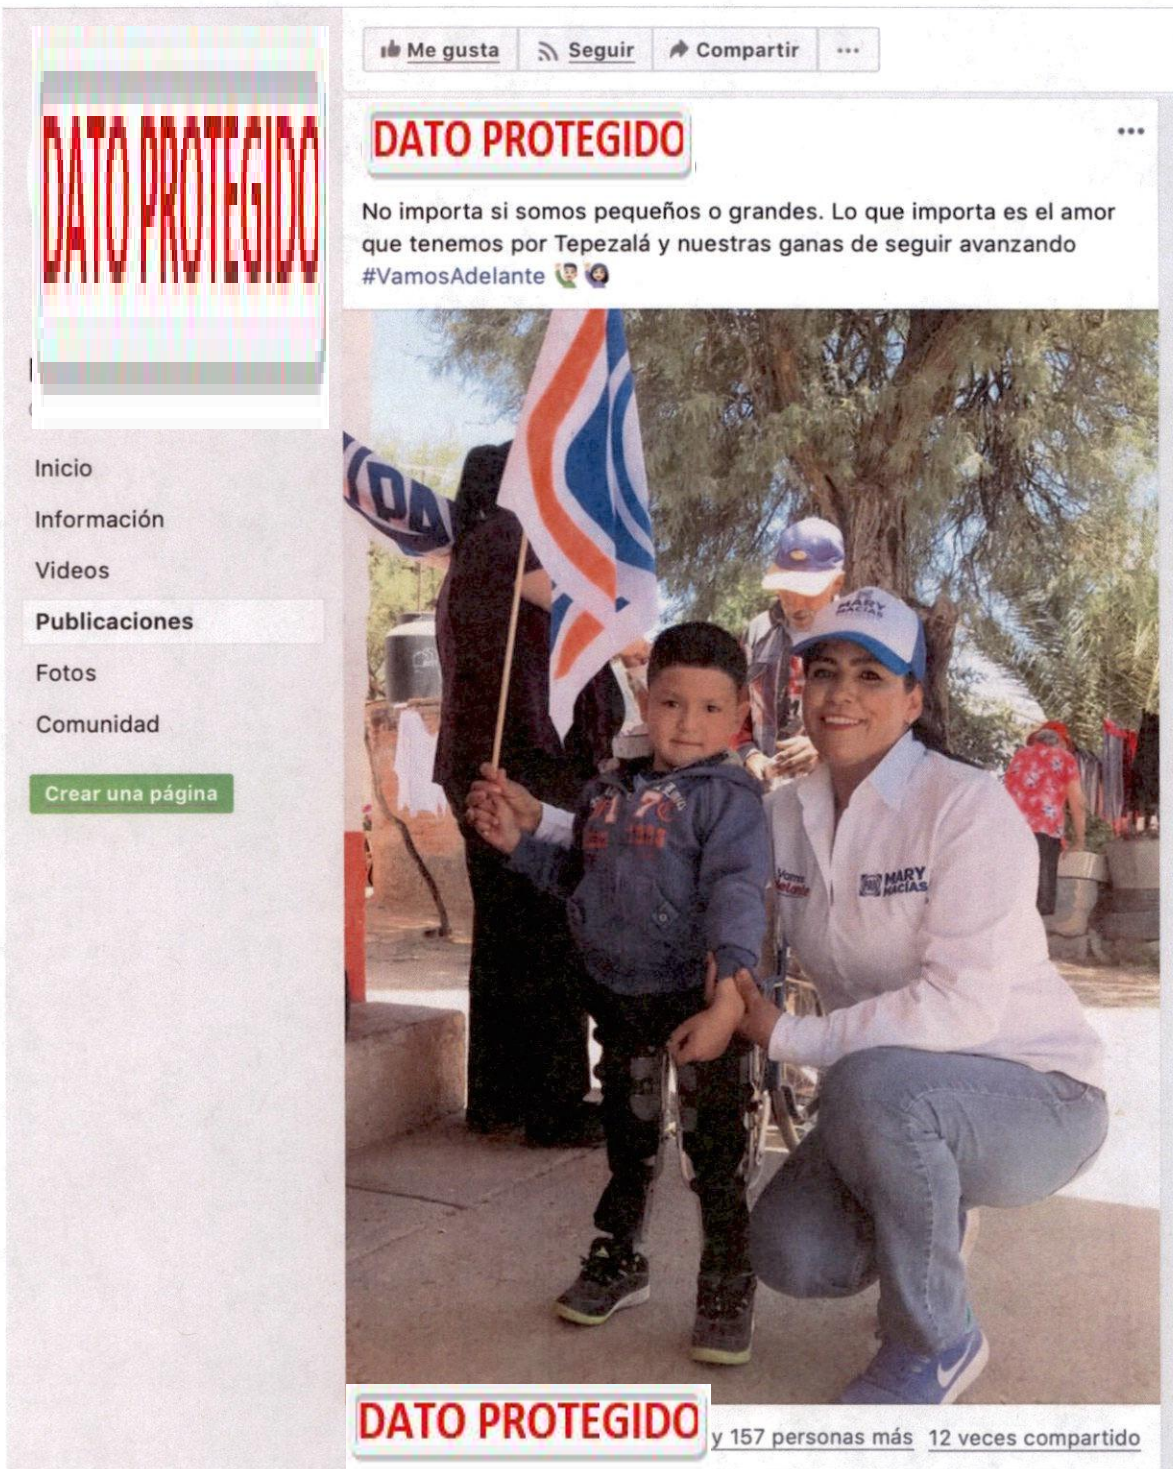 Me gusta Seguir Compartir ...
DATO PROTEGIDO
DATO PROTEGIDO
No importa si somos pequeños o grandes. Lo que importa es el amor
que tenemos por Tepezalá y nuestras ganas de seguir avanzando
#VamosAdelante
Inicio
Información
Videos
Publicaciones
Fotos
Comunidad
Crear una página
MARY
MACÍAS
Vamos
Adelante
MARY
MACÍAS
DATO PROTEGIDO y 157 personas más 12 veces compartido